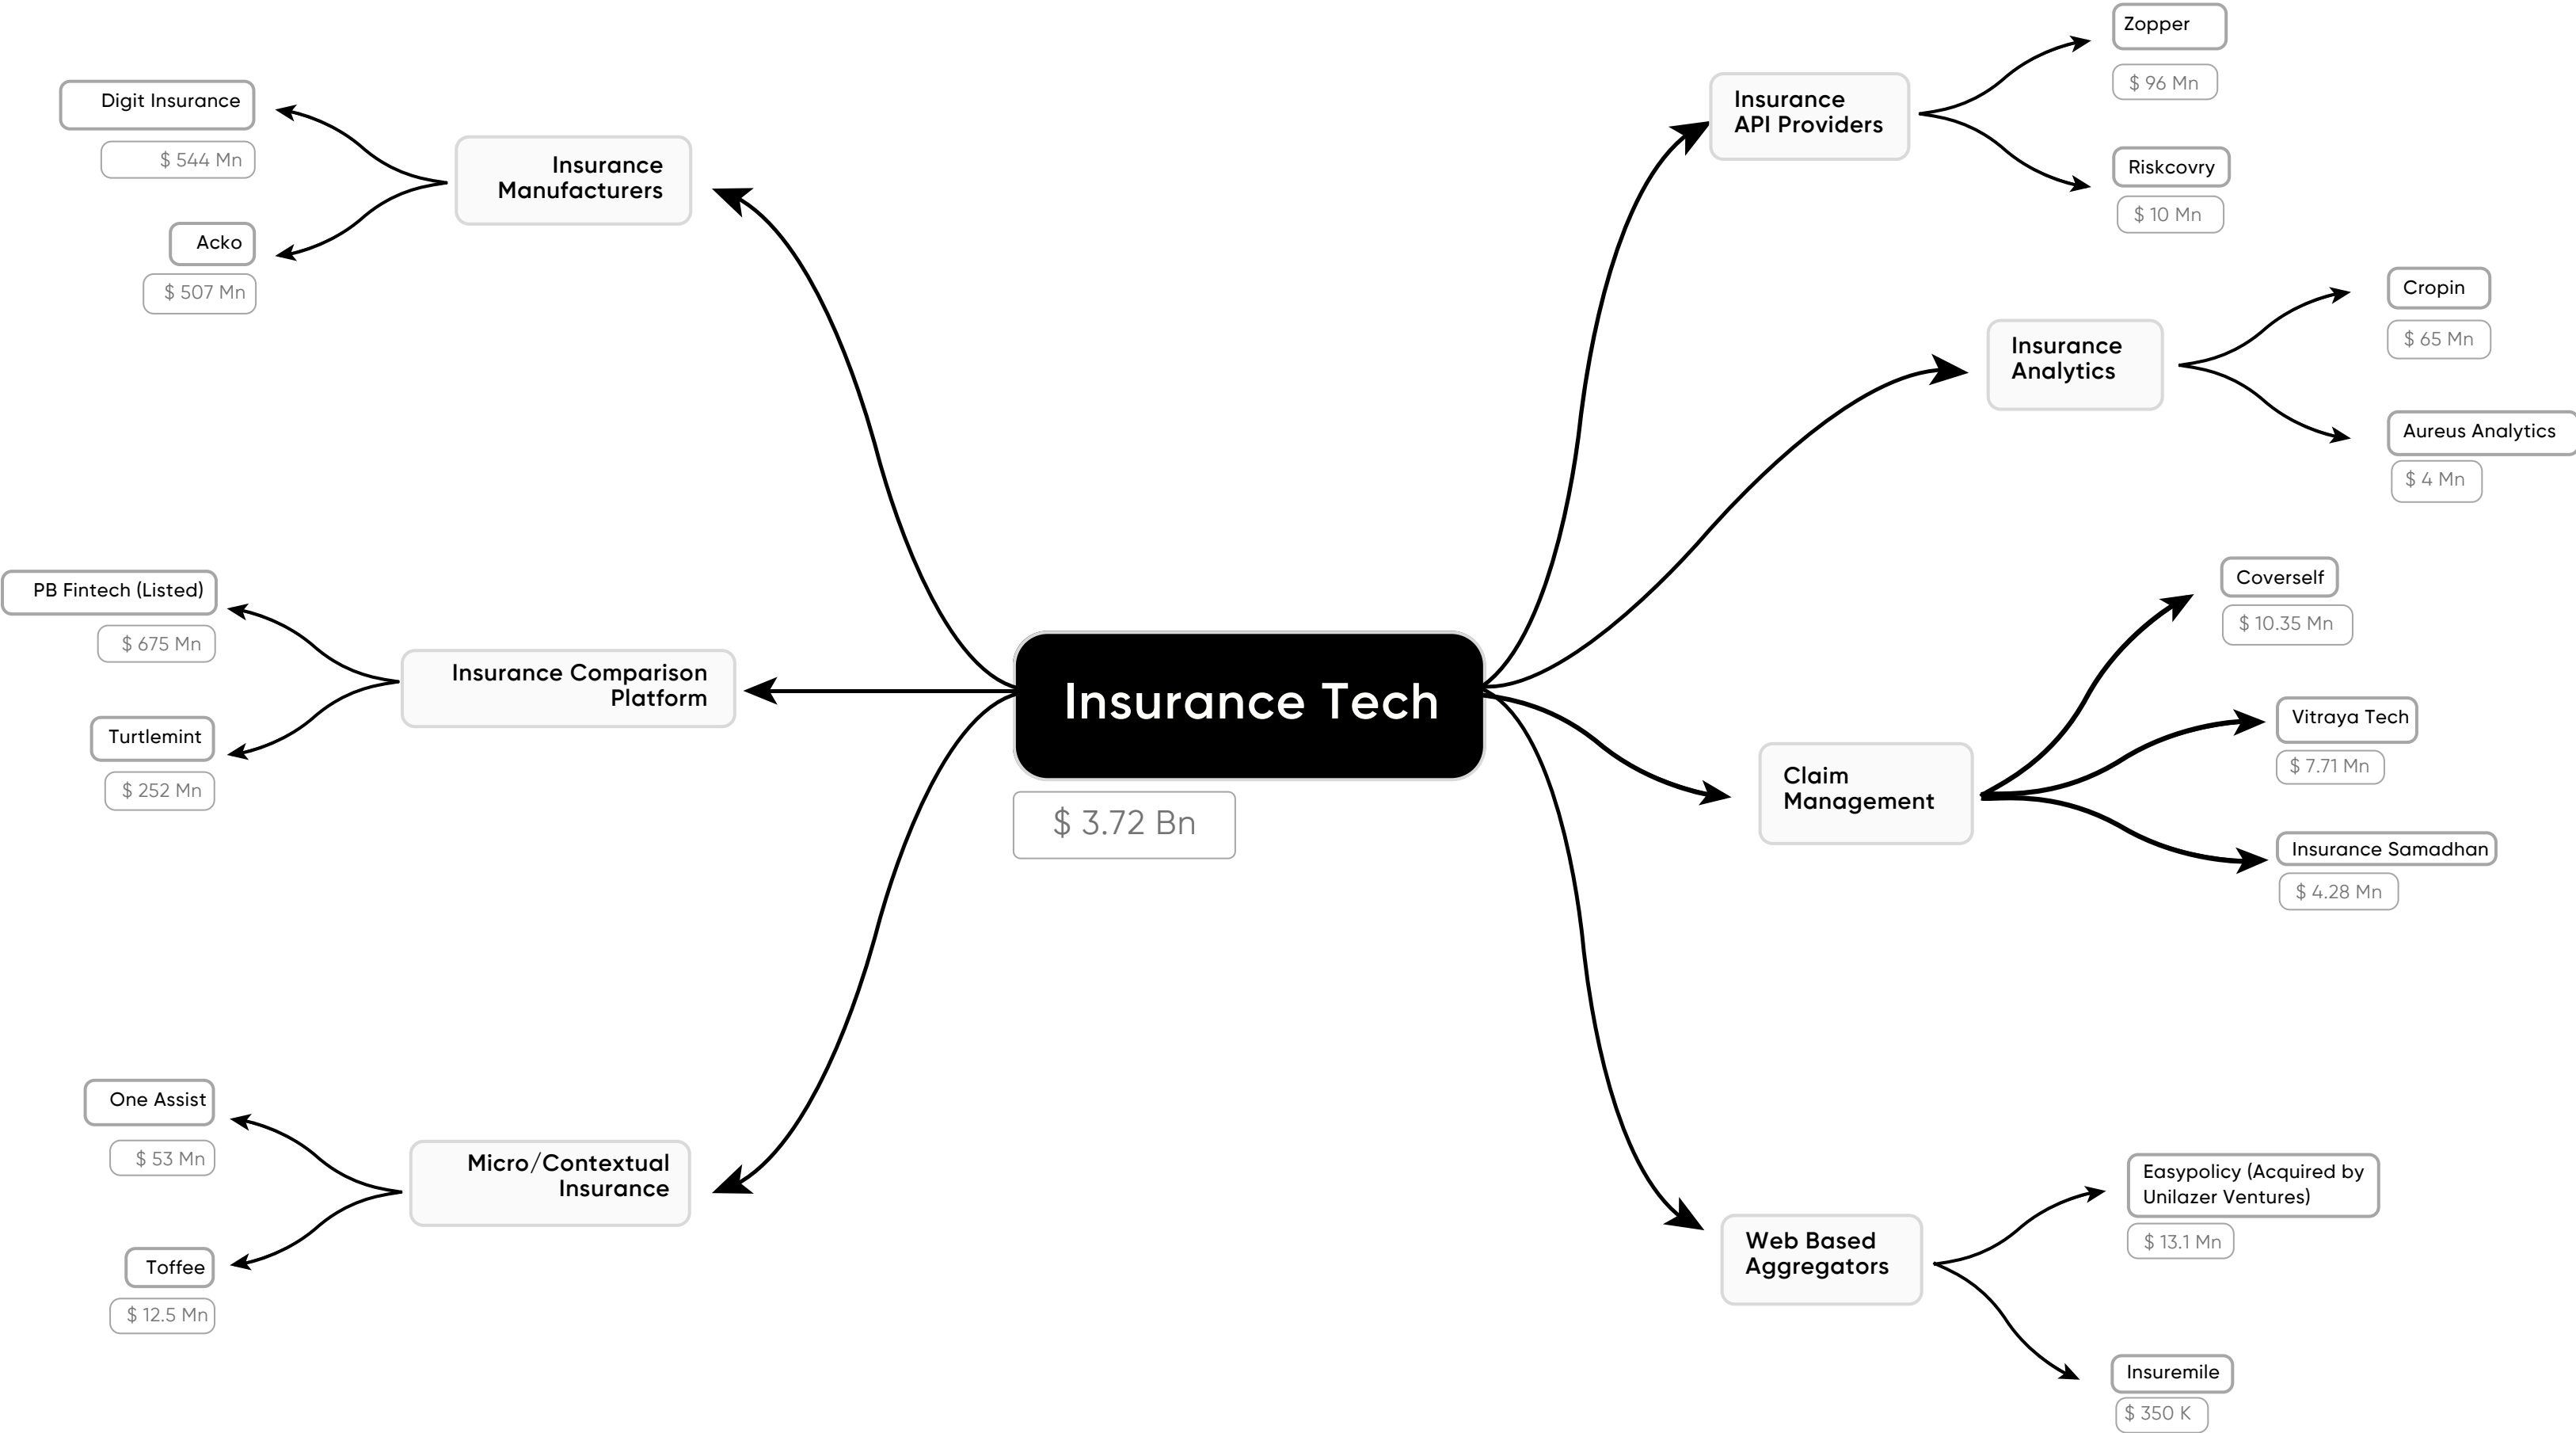 Insurance Tech
$ 3.72 Bn
Insurance
Manufacturers
Digit Insurance
$ 544 Mn
Acko
$ 507 Mn
Insurance Comparison
Platform
PB Fintech (Listed)
$ 675 Mn
Turtlemint
$ 252 Mn
Micro/Contextual
Insurance
One Assist
$ 53 Mn
Toffee
$ 12.5 Mn
Insurance
API Providers
Zopper
$ 96 Mn
Riskcovry
$ 10 Mn
Insurance
Analytics
Cropin
$ 65 Mn
Aureus Analytics
$ 4 Mn
Claim
Management
Coverself
$ 10.35 Mn
Vitraya Tech
$ 7.71 Mn
Insurance Samadhan
$ 4.28 Mn
Web Based
Aggregators
Easypolicy (Acquired by
Unilazer Ventures)
$ 13.1 Mn
Insuremile
$ 350 K